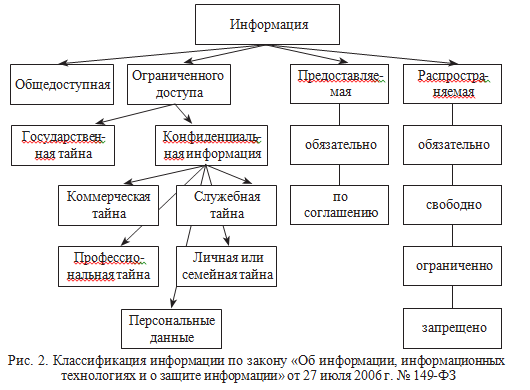 Информация
Общедоступная
Ограниченного
доступа
Предоставляе-
мая
Распростра-
няемая
Государствен-
ная тайна
Конфиденциаль-
ная информация
обязательно
обязательно
Коммерческая
тайна
Служебная
тайна
по
соглашению
свободно
Профессио-
нальная тайна
Личная или
семейная тайна
ограниченно
Персональные
данные
запрещено
Рис. 2. Классификация информации по закону «Об информации, информационных
технологиях и о защите информации» от 27 июля 2006 г. № 149-ФЗ